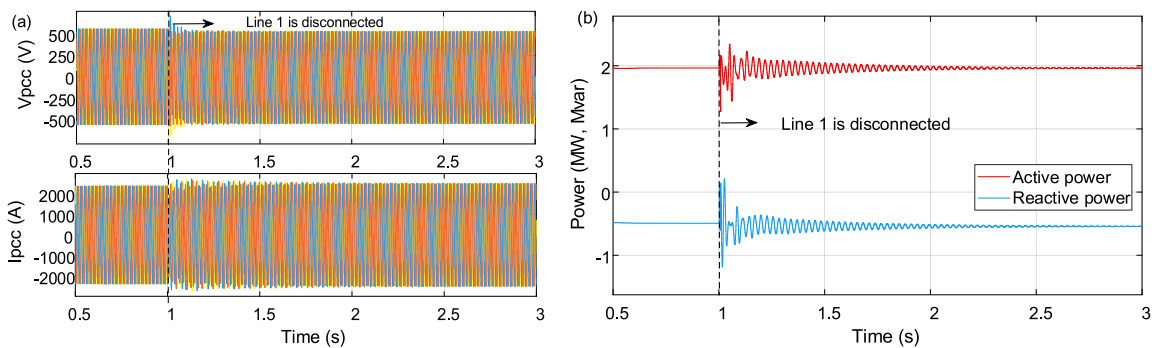 (a)
Line 1 is disconnected
Vpcc (V)
500
250
0
-250
-500
0.5 1 1.5 2 2.5 3
Ipcc (A)
2000
1000
0
-1000
-2000
0.5 1 1.5 2 2.5 3
Time (s)
(b)
Power (MW, Mvar)
3
2
1
0
-1
Line 1 is disconnected
Active power
Reactive power
0.5 1 1.5 2 2.5 3
Time (s)